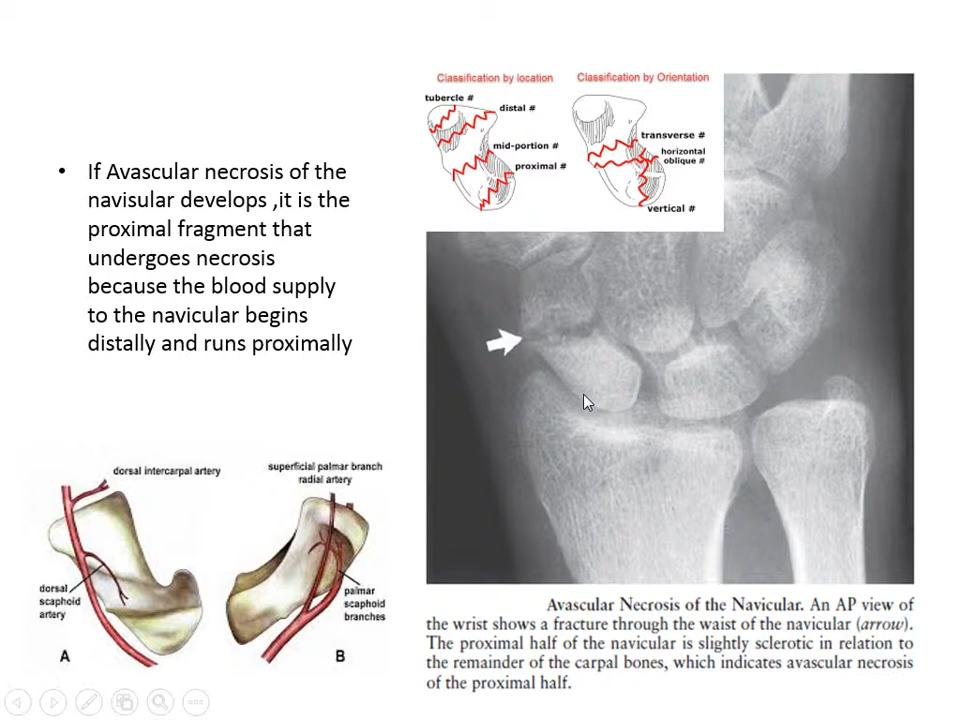 Classification by location
Classification by Orientation
tubercle #
distal #
mid-portion #
proximal #
transverse #
horizontal
oblique #
vertical #
• If Avascular necrosis of the
navisular develops ,it is the
proximal fragment that
undergoes necrosis
because the blood supply
to the navicular begins
distally and runs proximally
dorsal intercarpal artery
dorsal
scaphoid
artery
A
superficial palmar branch
radial artery
palmar
scaphoid
branches
B
Avascular Necrosis of the Navicular. An AP view of
the wrist shows a fracture through the waist of the navicular (arrow).
The proximal half of the navicular is slightly sclerotic in relation to
the remainder of the carpal bones, which indicates avascular necrosis
of the proximal half.